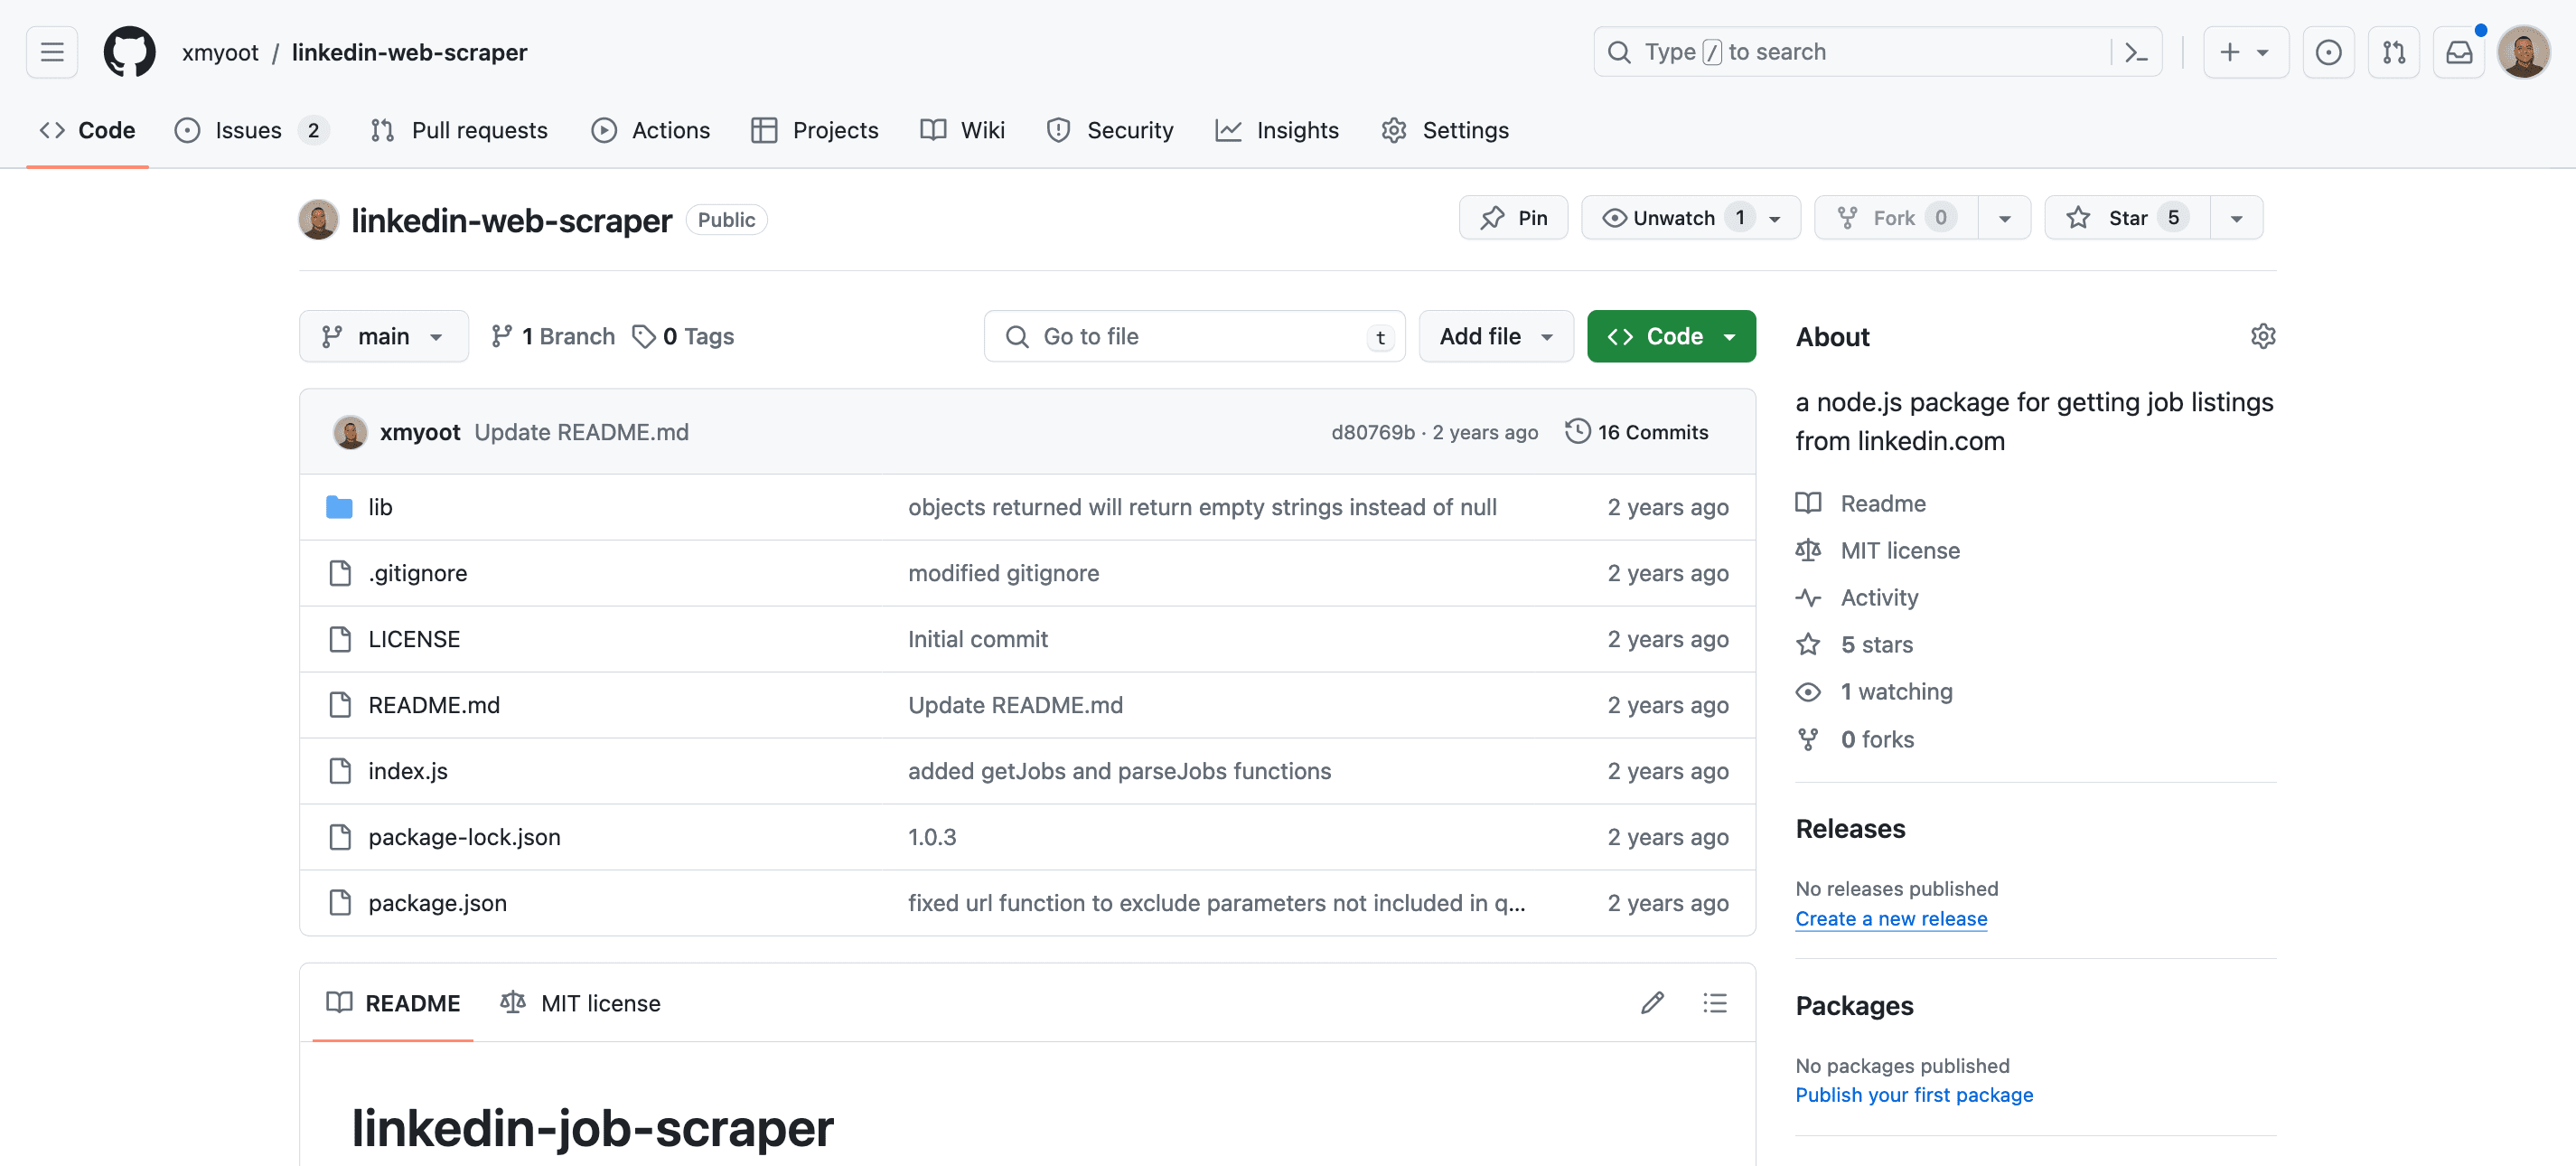 xmyoot / linkedin-web-scraper
Type / to search
Code
Issues 2
Pull requests
Actions
Projects
Wiki
Security
Insights
Settings
linkedin-web-scraper Public
Pin
Unwatch 1
Fork 0
Star 5
main
1 Branch
0 Tags
Go to file t
Add file
Code
xmyoot Update README.md d80769b · 2 years ago 16 Commits
lib objects returned will return empty strings instead of null 2 years ago
.gitignore modified gitignore 2 years ago
LICENSE Initial commit 2 years ago
README.md Update README.md 2 years ago
index.js added getJobs and parseJobs functions 2 years ago
package-lock.json 1.0.3 2 years ago
package.json fixed url function to exclude parameters not included in q... 2 years ago
README
MIT license
linkedin-job-scraper
About
a node.js package for getting job listings
from linkedin.com
Readme
MIT license
Activity
5 stars
1 watching
0 forks
Releases
No releases published
Create a new release
Packages
No packages published
Publish your first package